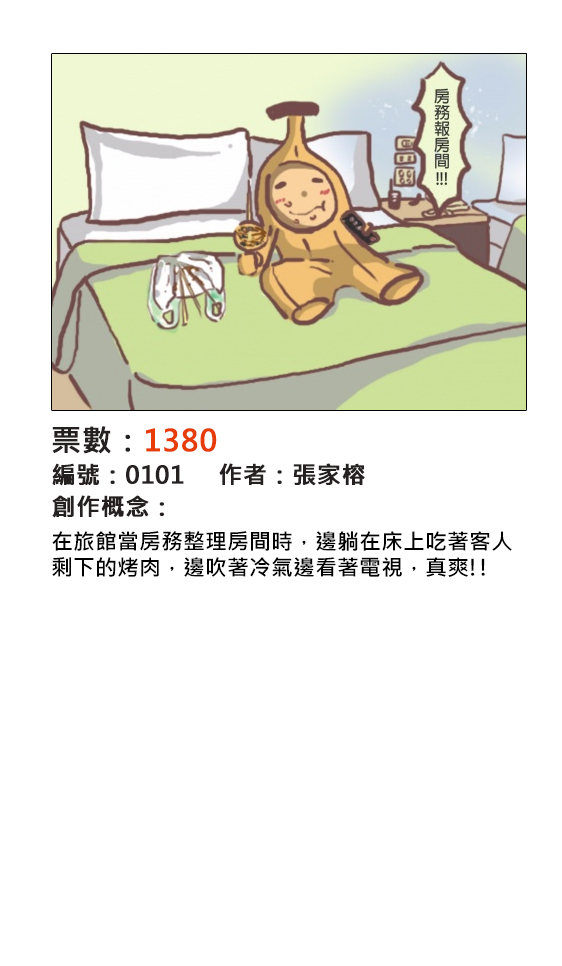 房務報房間!!!
票數：1380
編號：0101 作者：張家榕
創作概念：
在旅館當房務整理房間時，邊躺在床上吃著客人
剩下的烤肉，邊吹著冷氣邊看著電視，真爽!!